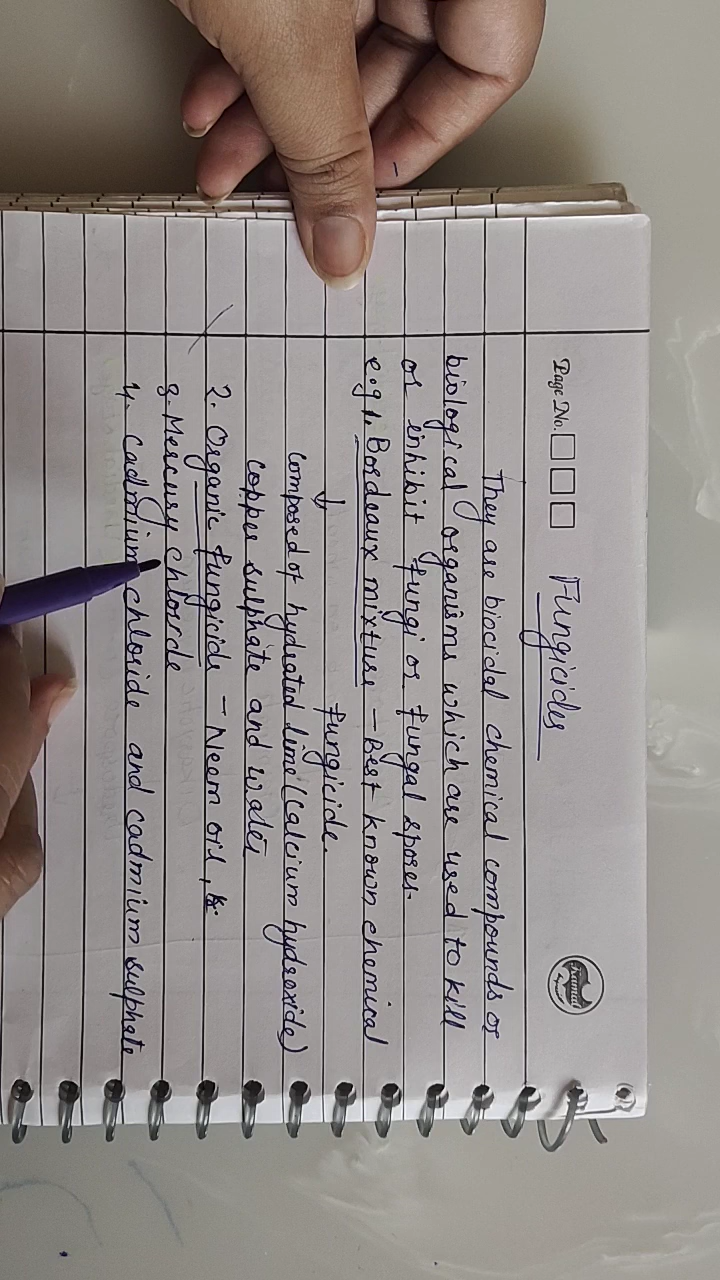 Page No.
Fungicides
They are biocidal chemical compounds or
biological organisms which are used to kill
or inhibit fungi or fungal spores.
e.g 1. Bordeaux mixture - Best known chemical
fungicide.
↓
composed of hydrated lime (calcium hydroxide)
copper sulphate and water
2. Organic fungicide - Neem oil,
3. Mercury chloride
4. cadmium chloride and cadmium sulphate